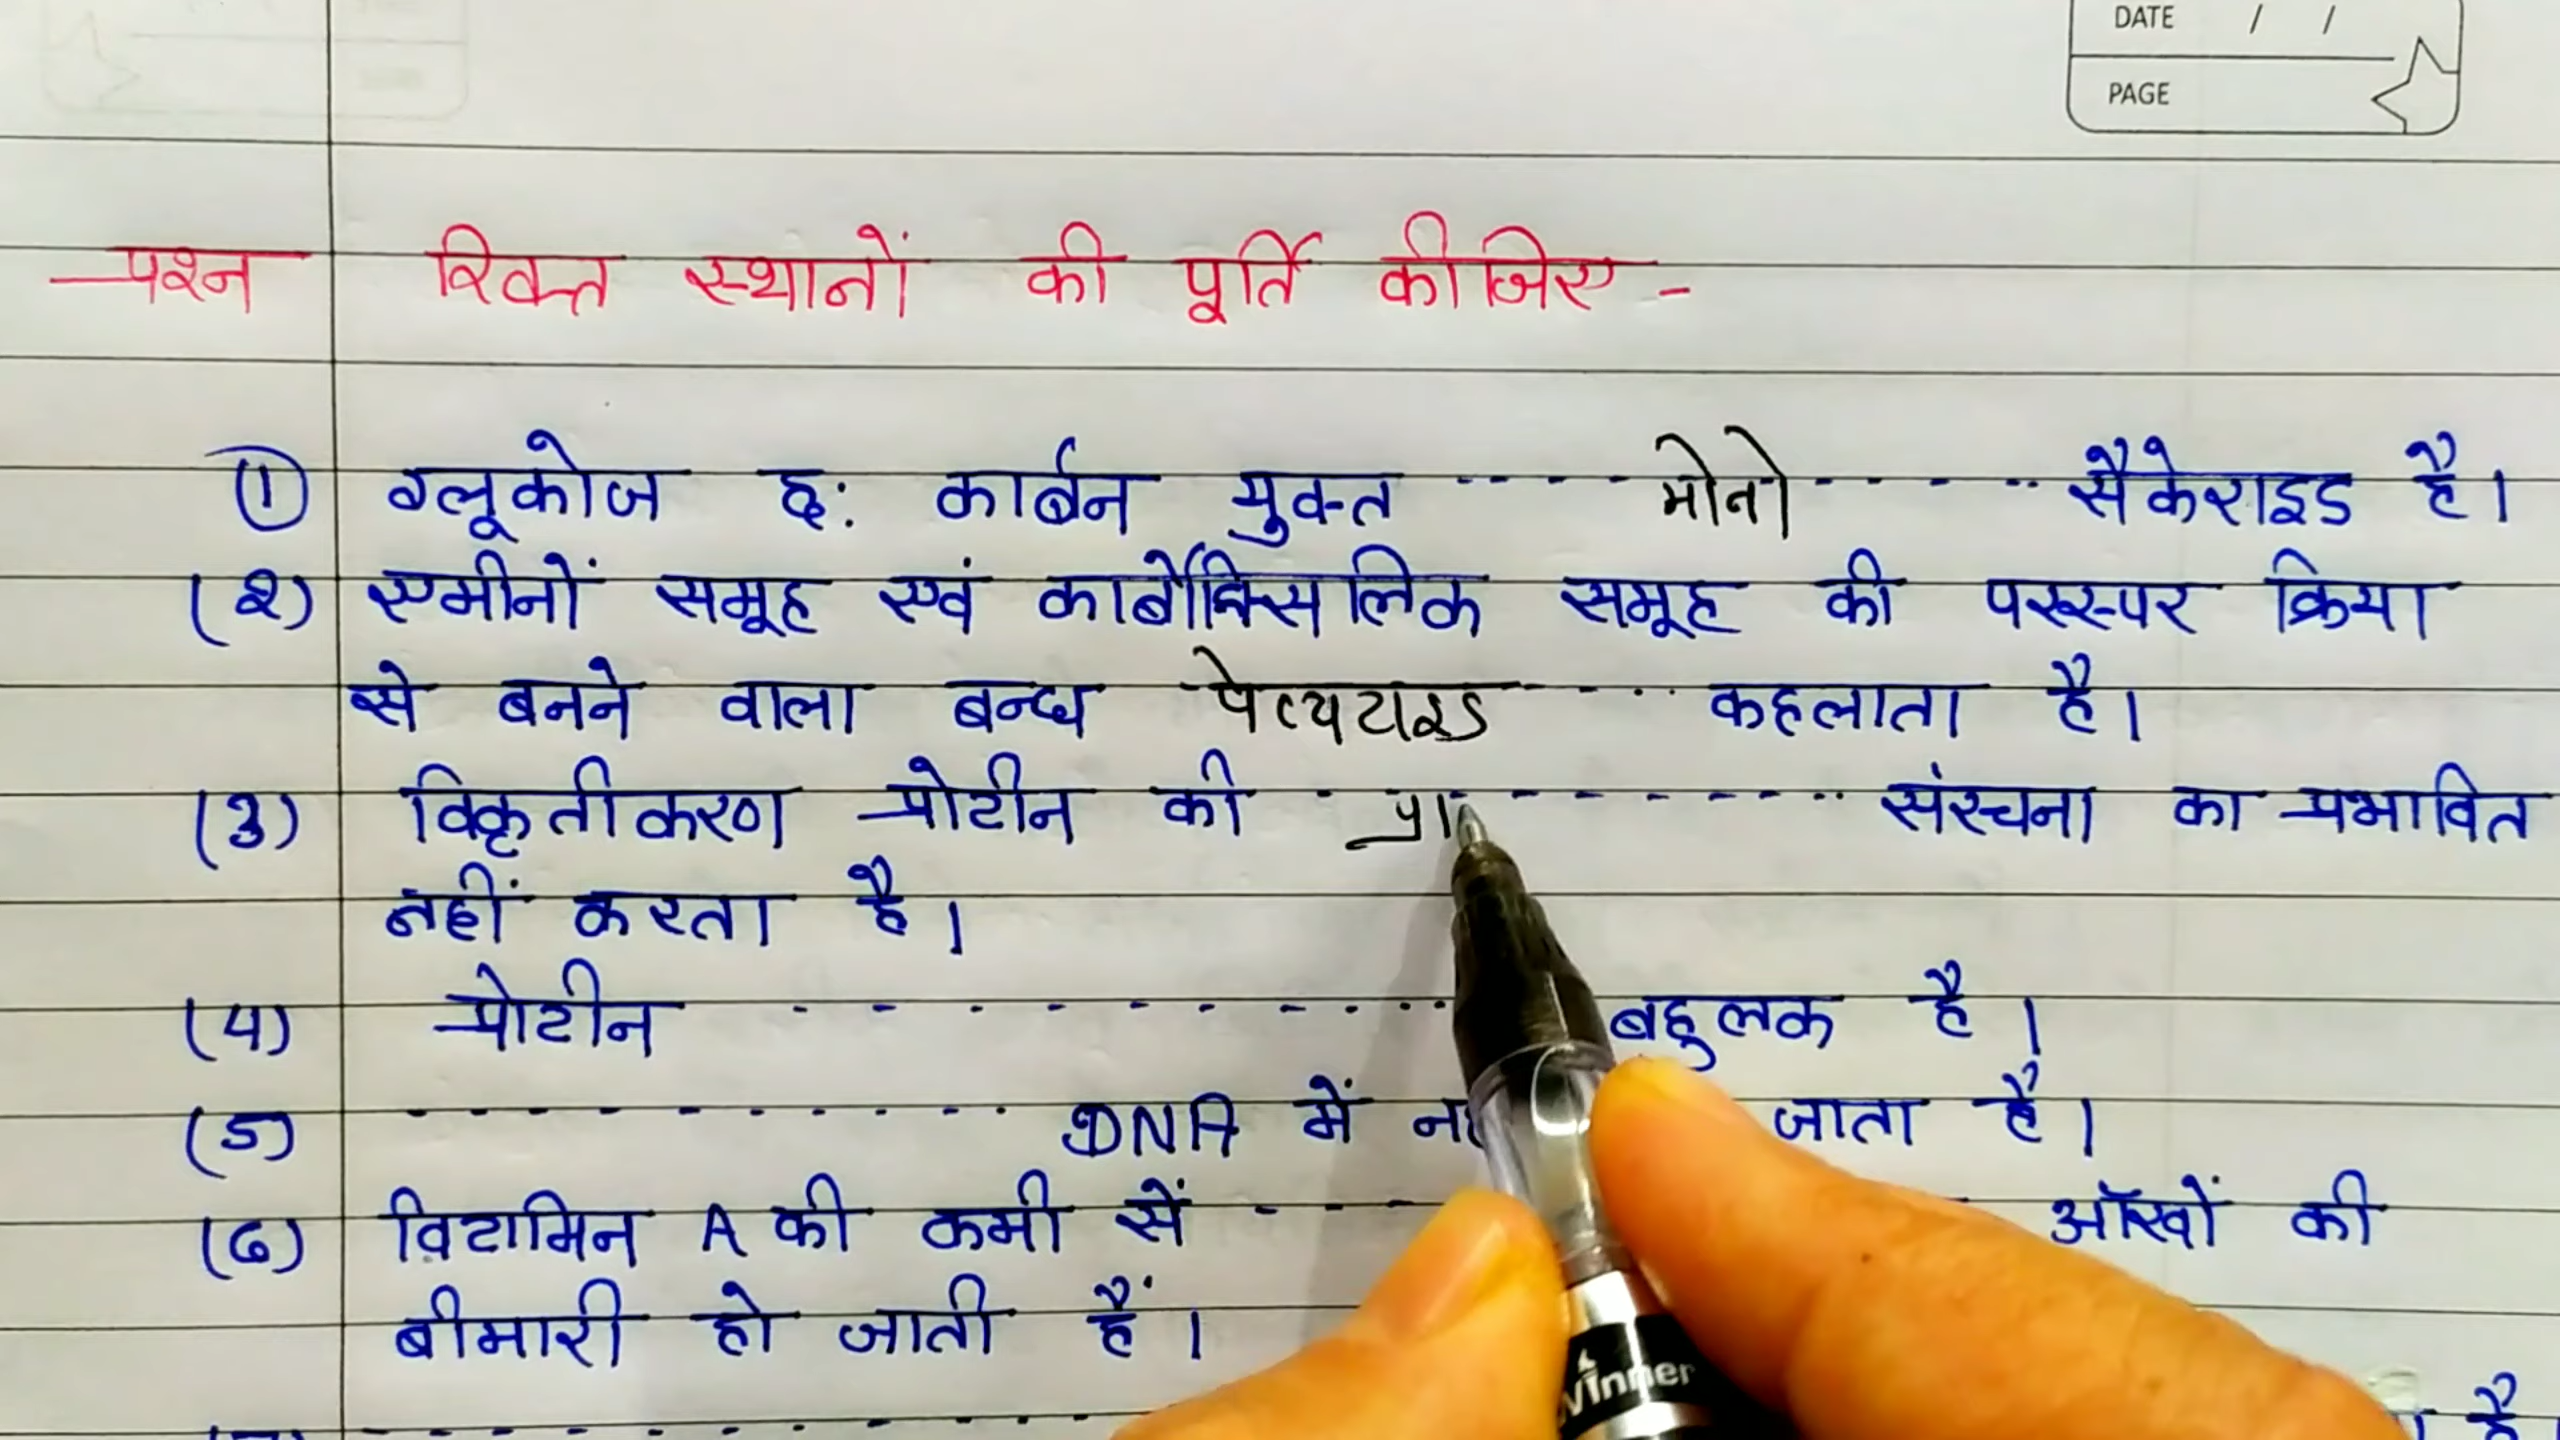 DATE / /
PAGE
प्रश्न रिक्त स्थानों की पूर्ति कीजिए -
① ग्लूकोज छः कार्बन युक्त ---- मोनो ----- सैकेराइड है।
(2) एमीनों समूह एवं कार्बोक्सिलिक समूह की परस्पर क्रिया
से बनने वाला बन्ध पेप्टाइड --- कहलाता है।
(3) विकृतीकरण प्रोटीन की - प्रा ------- संरचना का प्रभावित
नहीं करता है।
(4) प्रोटीन ---------- बहुलक है।
(5) ------------ DNA में जाता है।
(6) विटामिन A की कमी सें --- आँखों की
बीमारी हो जाती हैं।
Winner